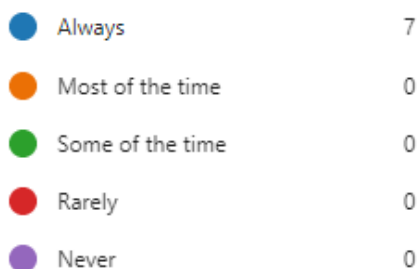 Always 7
Most of the time 0
Some of the time 0
Rarely 0
Never 0